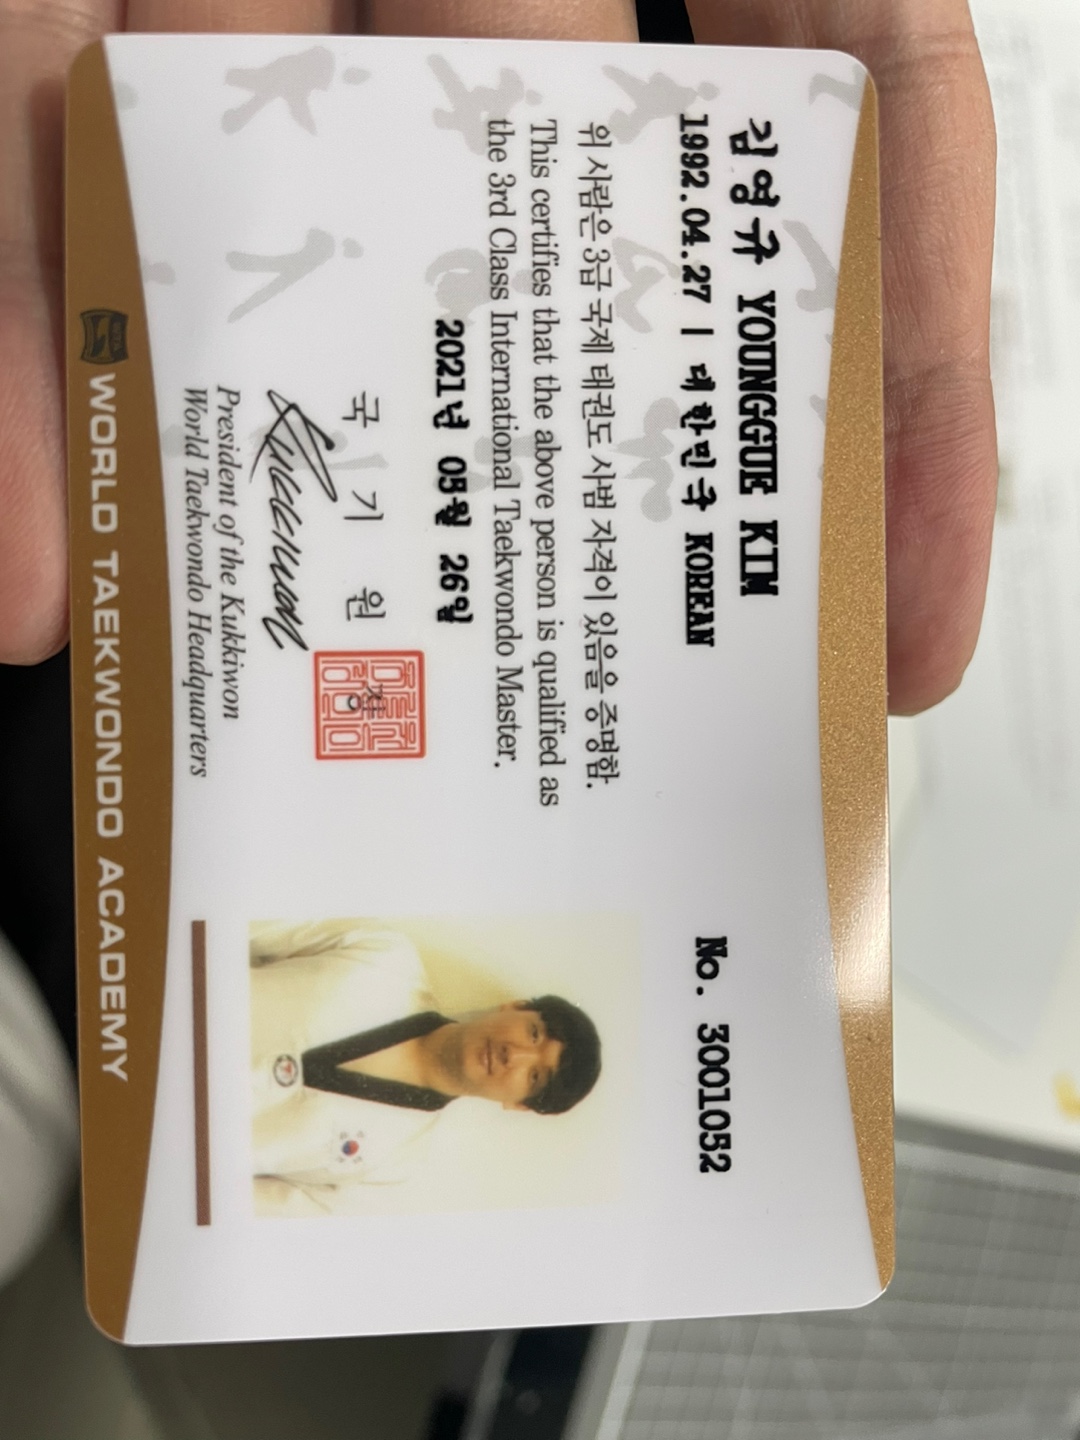 김영규 YOUNGGUE KIM
1992.04.27 | 대한민국 KOREAN
No. 3001052
위 사람은 3급 국제 태권도 사범 자격이 있음을 증명함.
This certifies that the above person is qualified as
the 3rd Class International Taekwondo Master.
2021년 05월 26일
국 기 원 장
President of the Kukkiwon
World Taekwondo Headquarters
WORLD TAEKWONDO ACADEMY